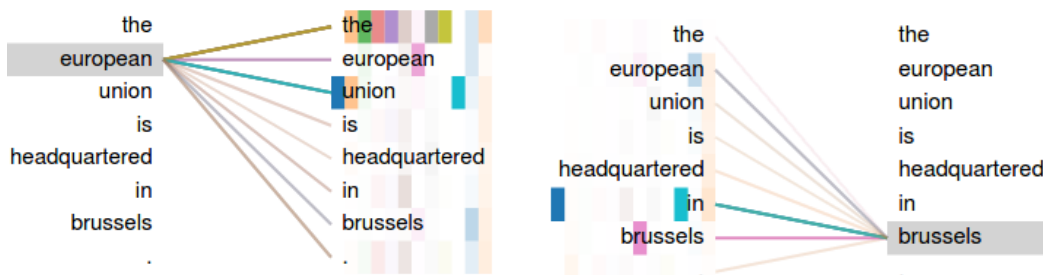 the the
european european
union union
is is
headquartered headquartered
in in
brussels brussels
. .
the the
european european
union union
is is
headquartered headquartered
in in
brussels brussels